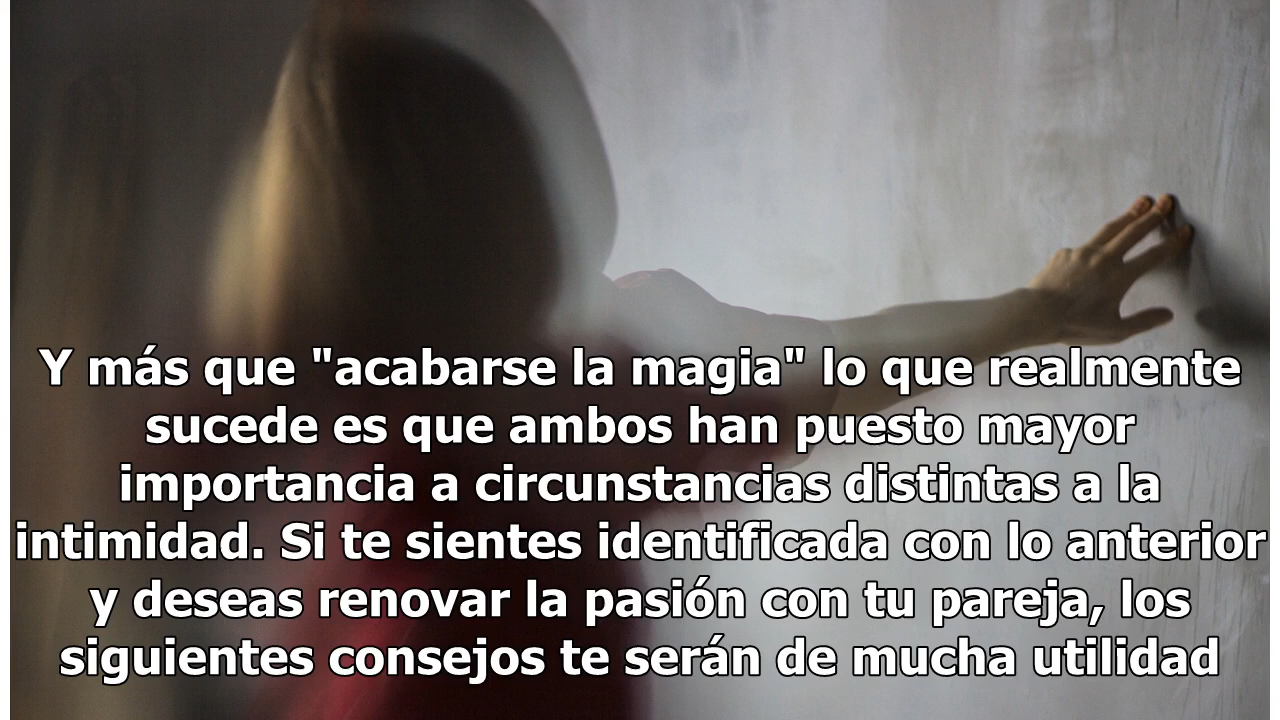 Y más que "acabarse la magia" lo que realmente
sucede es que ambos han puesto mayor
importancia a circunstancias distintas a la
intimidad. Si te sientes identificada con lo anterior
y deseas renovar la pasión con tu pareja, los
siguientes consejos te serán de mucha utilidad